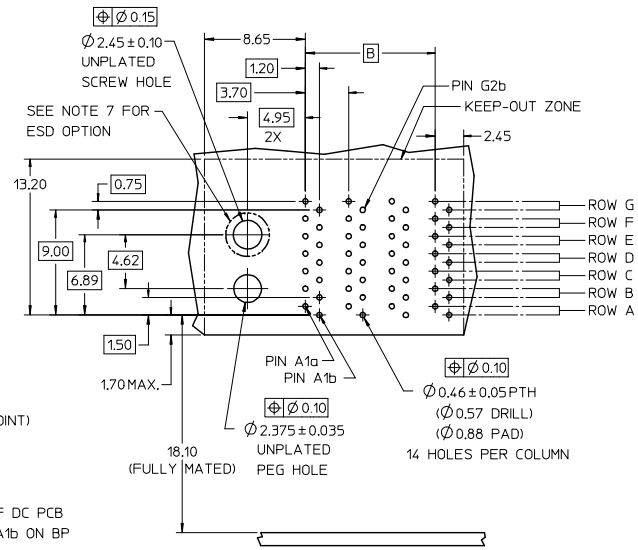 ⌖ Ø 0.15
Ø 2.45±0.10
UNPLATED
SCREW HOLE
SEE NOTE 7 FOR
ESD OPTION
8.65
B
1.20
3.70
4.95
2X
PIN G2b
KEEP-OUT ZONE
2.45
13.20
0.75
9.00
6.89
4.62
1.50
1.70 MAX.
ROW G
ROW F
ROW E
ROW D
ROW C
ROW B
ROW A
PIN A1a
PIN A1b
⌖ Ø 0.10
Ø 2.375±0.035
UNPLATED
PEG HOLE
⌖ Ø 0.10
Ø 0.46±0.05 PTH
(Ø 0.57 DRILL)
(Ø 0.88 PAD)
14 HOLES PER COLUMN
18.10
(FULLY MATED)
OINT)
F DC PCB
A1b ON BP